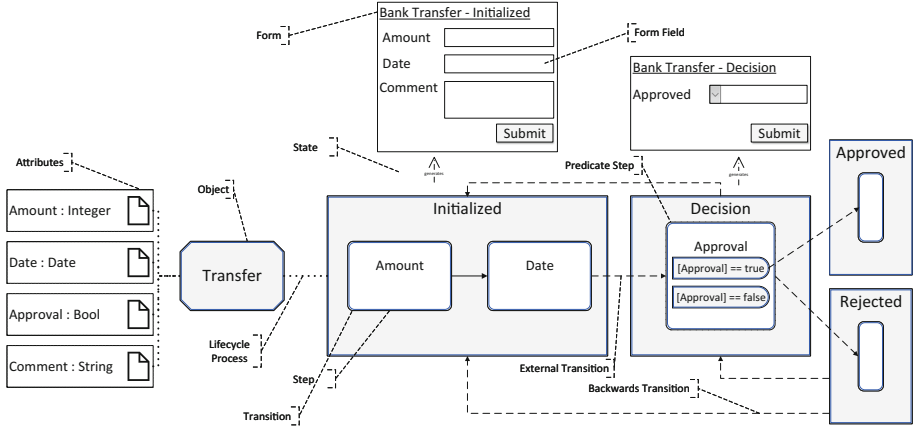 Bank Transfer - Initialized
Form
Amount
Form Field
Date
Bank Transfer - Decision
Comment
Approved
Submit
Submit
State
Approved
Attributes
generates
Predicate Step
generates
Object
Amount : Integer
Initialized
Decision
Date : Date
Approval
Transfer
Amount
Date
[Approval] == true
[Approval] == false
Approval : Bool
Rejected
Lifecycle
Process
Comment : String
External Transition
Step
Backwards Transition
Transition